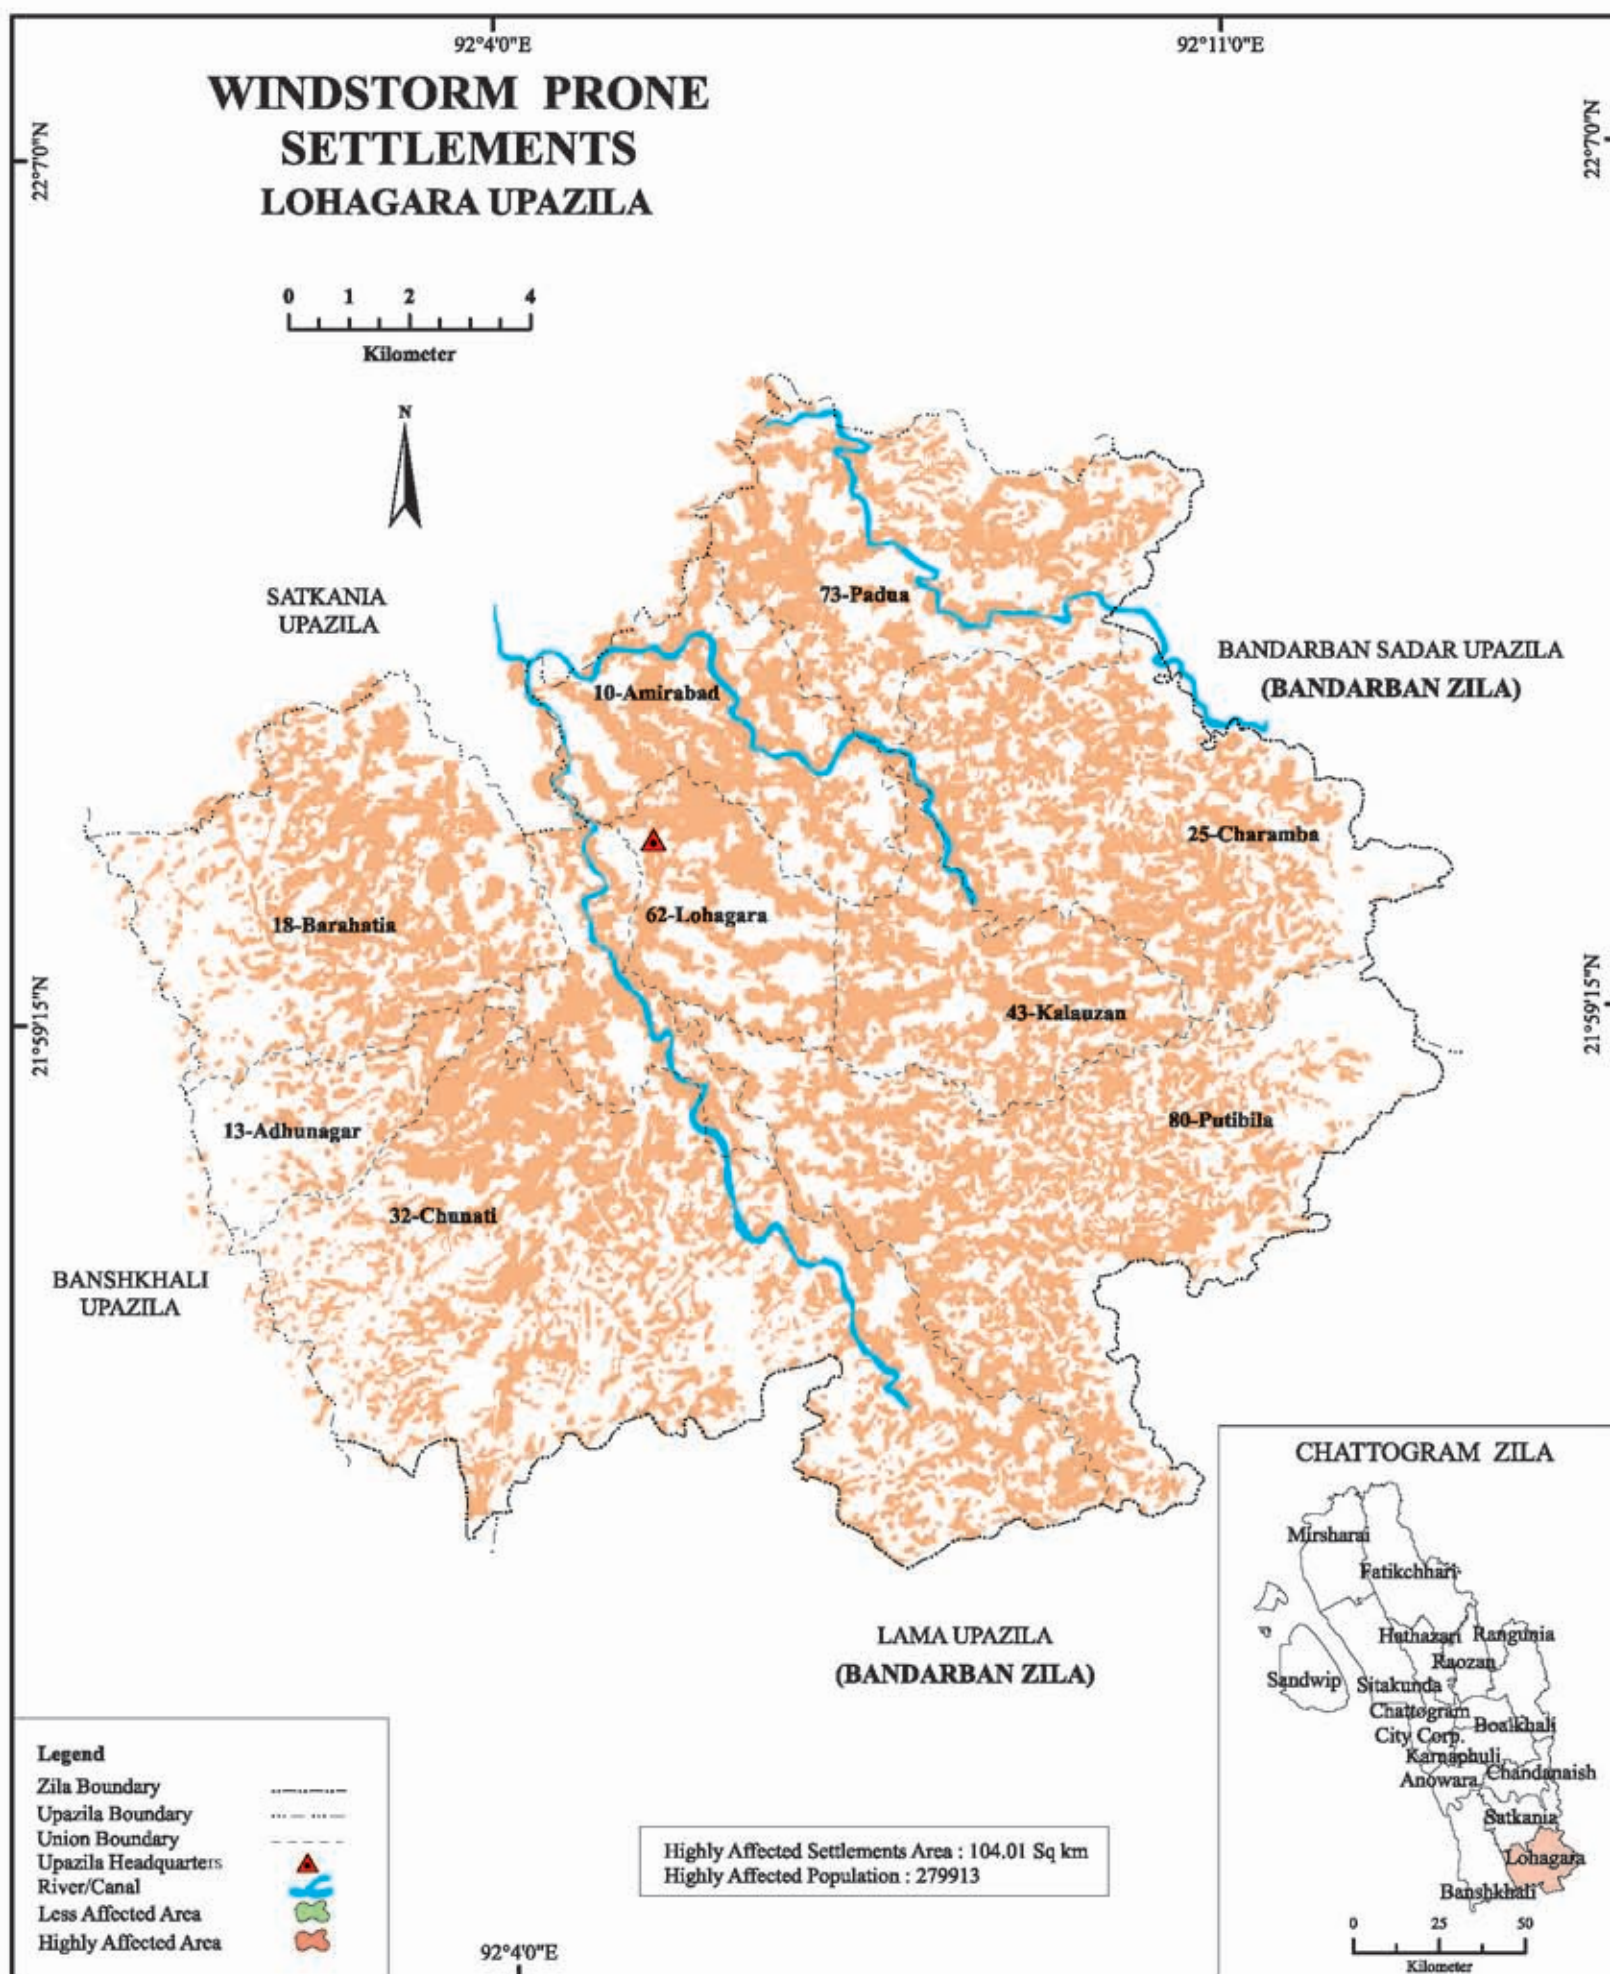 92°4'0"E
92°11'0"E
WINDSTORM PRONE
SETTLEMENTS
LOHAGARA UPAZILA
22°7'0"N
22°7'0"N
0 1 2 4
Kilometer
N
SATKANIA
UPAZILA
73-Padua
BANDARBAN SADAR UPAZILA
(BANDARBAN ZILA)
10-Amirabad
25-Charamba
62-Lohagara
18-Barahatia
43-Kalauzan
21°59'15"N
21°59'15"N
80-Putibila
13-Adhunagar
32-Chunati
BANSHKHALI
UPAZILA
LAMA UPAZILA
(BANDARBAN ZILA)
CHATTOGRAM ZILA
Mirsharai
Fatikchhari
Hathazari
Rangunia
Raozan
Sandwip
Sitakunda
Chattogram
City Corp.
Boalkhali
Karnaphuli
Anowara
Chandanaish
Satkania
Lohagara
Banshkhali
0 25 50
Kilometer
Legend
Zila Boundary
Upazila Boundary
Union Boundary
Upazila Headquarters
River/Canal
Less Affected Area
Highly Affected Area
Highly Affected Settlements Area : 104.01 Sq km
Highly Affected Population : 279913
92°4'0"E